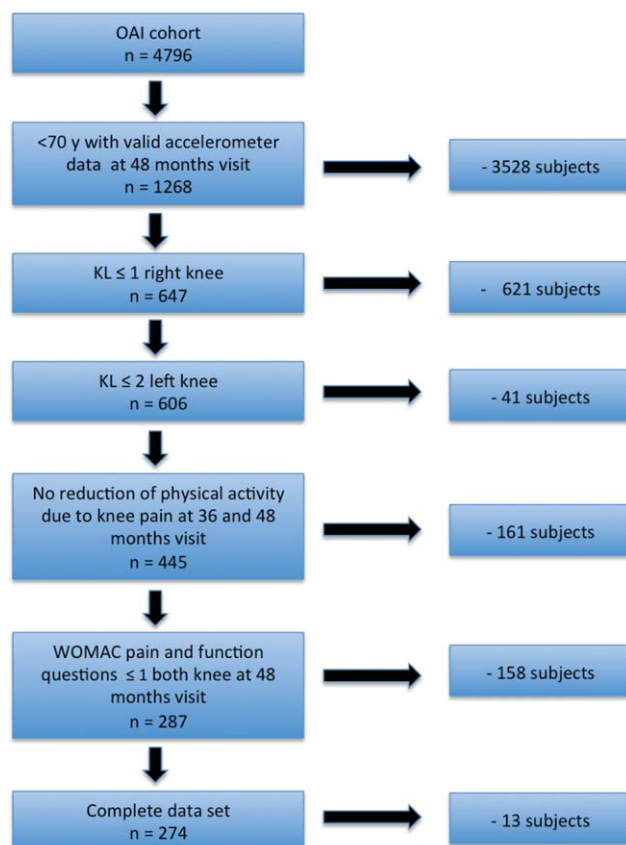 OAI cohort
n = 4796
<70 y with valid accelerometer
data at 48 months visit
n = 1268
- 3528 subjects
KL ≤ 1 right knee
n = 647
- 621 subjects
KL ≤ 2 left knee
n = 606
- 41 subjects
No reduction of physical activity
due to knee pain at 36 and 48
months visit
n = 445
- 161 subjects
WOMAC pain and function
questions ≤ 1 both knee at 48
months visit
n = 287
- 158 subjects
Complete data set
n = 274
- 13 subjects